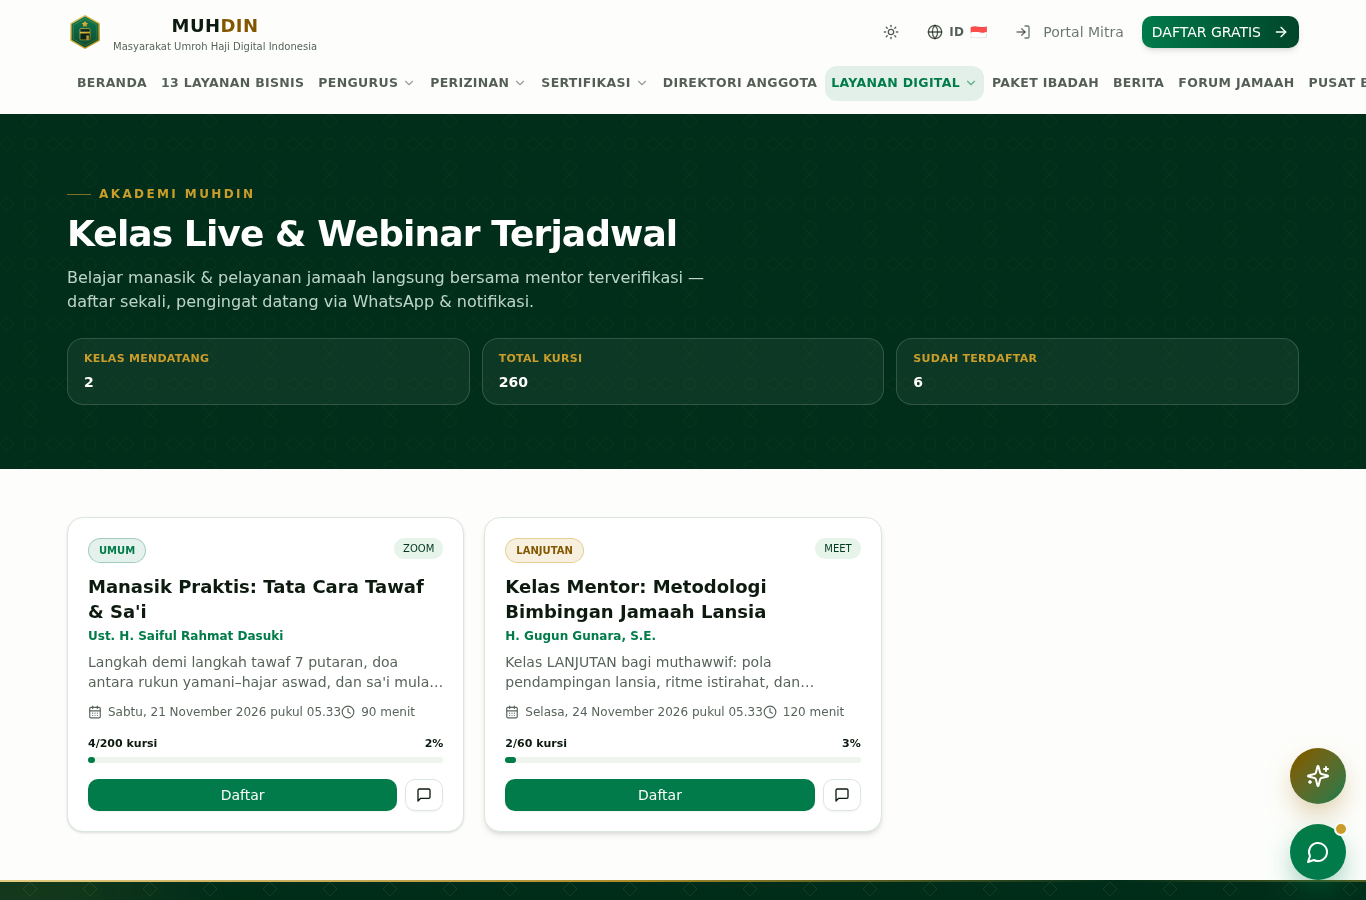 MUHDIN
Masyarakat Umroh Haji Digital Indonesia
ID
Portal Mitra
DAFTAR GRATIS
BERANDA
13 LAYANAN BISNIS
PENGURUS
PERIZINAN
SERTIFIKASI
DIREKTORI ANGGOTA
LAYANAN DIGITAL
PAKET IBADAH
BERITA
FORUM JAMAAH
PUSAT
AKADEMI MUHDIN
Kelas Live & Webinar Terjadwal
Belajar manasik & pelayanan jamaah langsung bersama mentor terverifikasi —
daftar sekali, pengingat datang via WhatsApp & notifikasi.
KELAS MENDATANG
2
TOTAL KURSI
260
SUDAH TERDAFTAR
6
UMUM
ZOOM
Manasik Praktis: Tata Cara Tawaf
& Sa'i
Ust. H. Saiful Rahmat Dasuki
Langkah demi langkah tawaf 7 putaran, doa
antara rukun yamani–hajar aswad, dan sa'i mula…
Sabtu, 21 November 2026 pukul 05.33
90 menit
4/200 kursi
2%
Daftar
LANJUTAN
MEET
Kelas Mentor: Metodologi
Bimbingan Jamaah Lansia
H. Gugun Gunara, S.E.
Kelas LANJUTAN bagi muthawwif: pola
pendampingan lansia, ritme istirahat, dan…
Selasa, 24 November 2026 pukul 05.33
120 menit
2/60 kursi
3%
Daftar